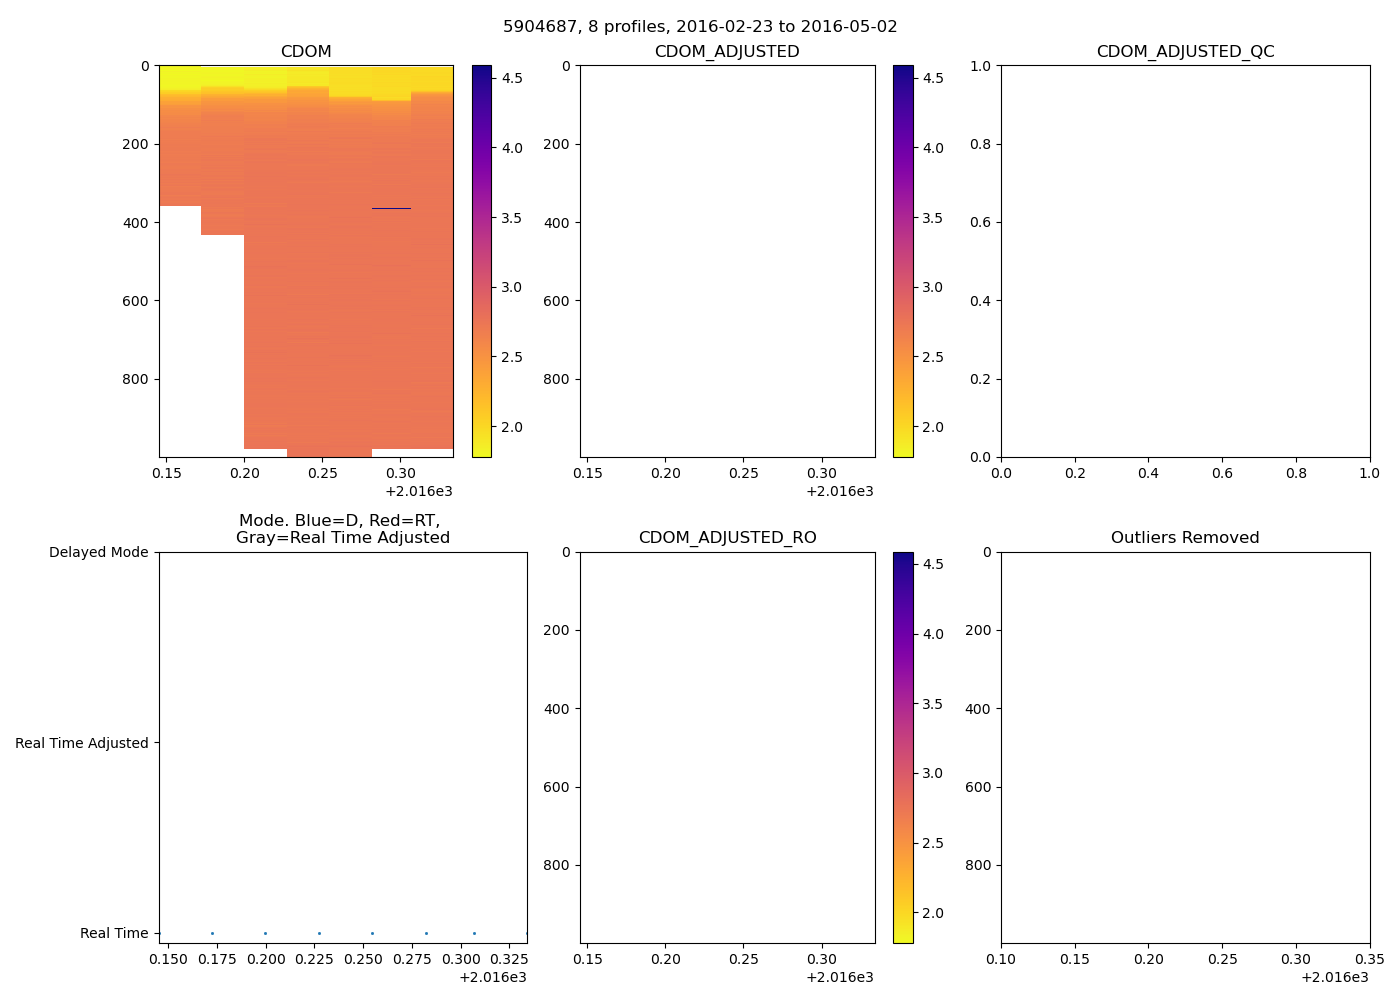 5904687, 8 profiles, 2016-02-23 to 2016-05-02
CDOM
0
200
400
600
800
0.15 0.20 0.25 0.30
+2.016e3
4.5
4.0
3.5
3.0
2.5
2.0
CDOM_ADJUSTED
0
200
400
600
800
0.15 0.20 0.25 0.30
+2.016e3
4.5
4.0
3.5
3.0
2.5
2.0
CDOM_ADJUSTED_QC
1.0
0.8
0.6
0.4
0.2
0.0
0.0 0.2 0.4 0.6 0.8 1.0
Mode. Blue=D, Red=RT,
Gray=Real Time Adjusted
Delayed Mode
Real Time Adjusted
Real Time
0.150 0.175 0.200 0.225 0.250 0.275 0.300 0.325
+2.016e3
CDOM_ADJUSTED_RO
0
200
400
600
800
0.15 0.20 0.25 0.30
+2.016e3
4.5
4.0
3.5
3.0
2.5
2.0
Outliers Removed
0
200
400
600
800
0.10 0.15 0.20 0.25 0.30 0.35
+2.016e3